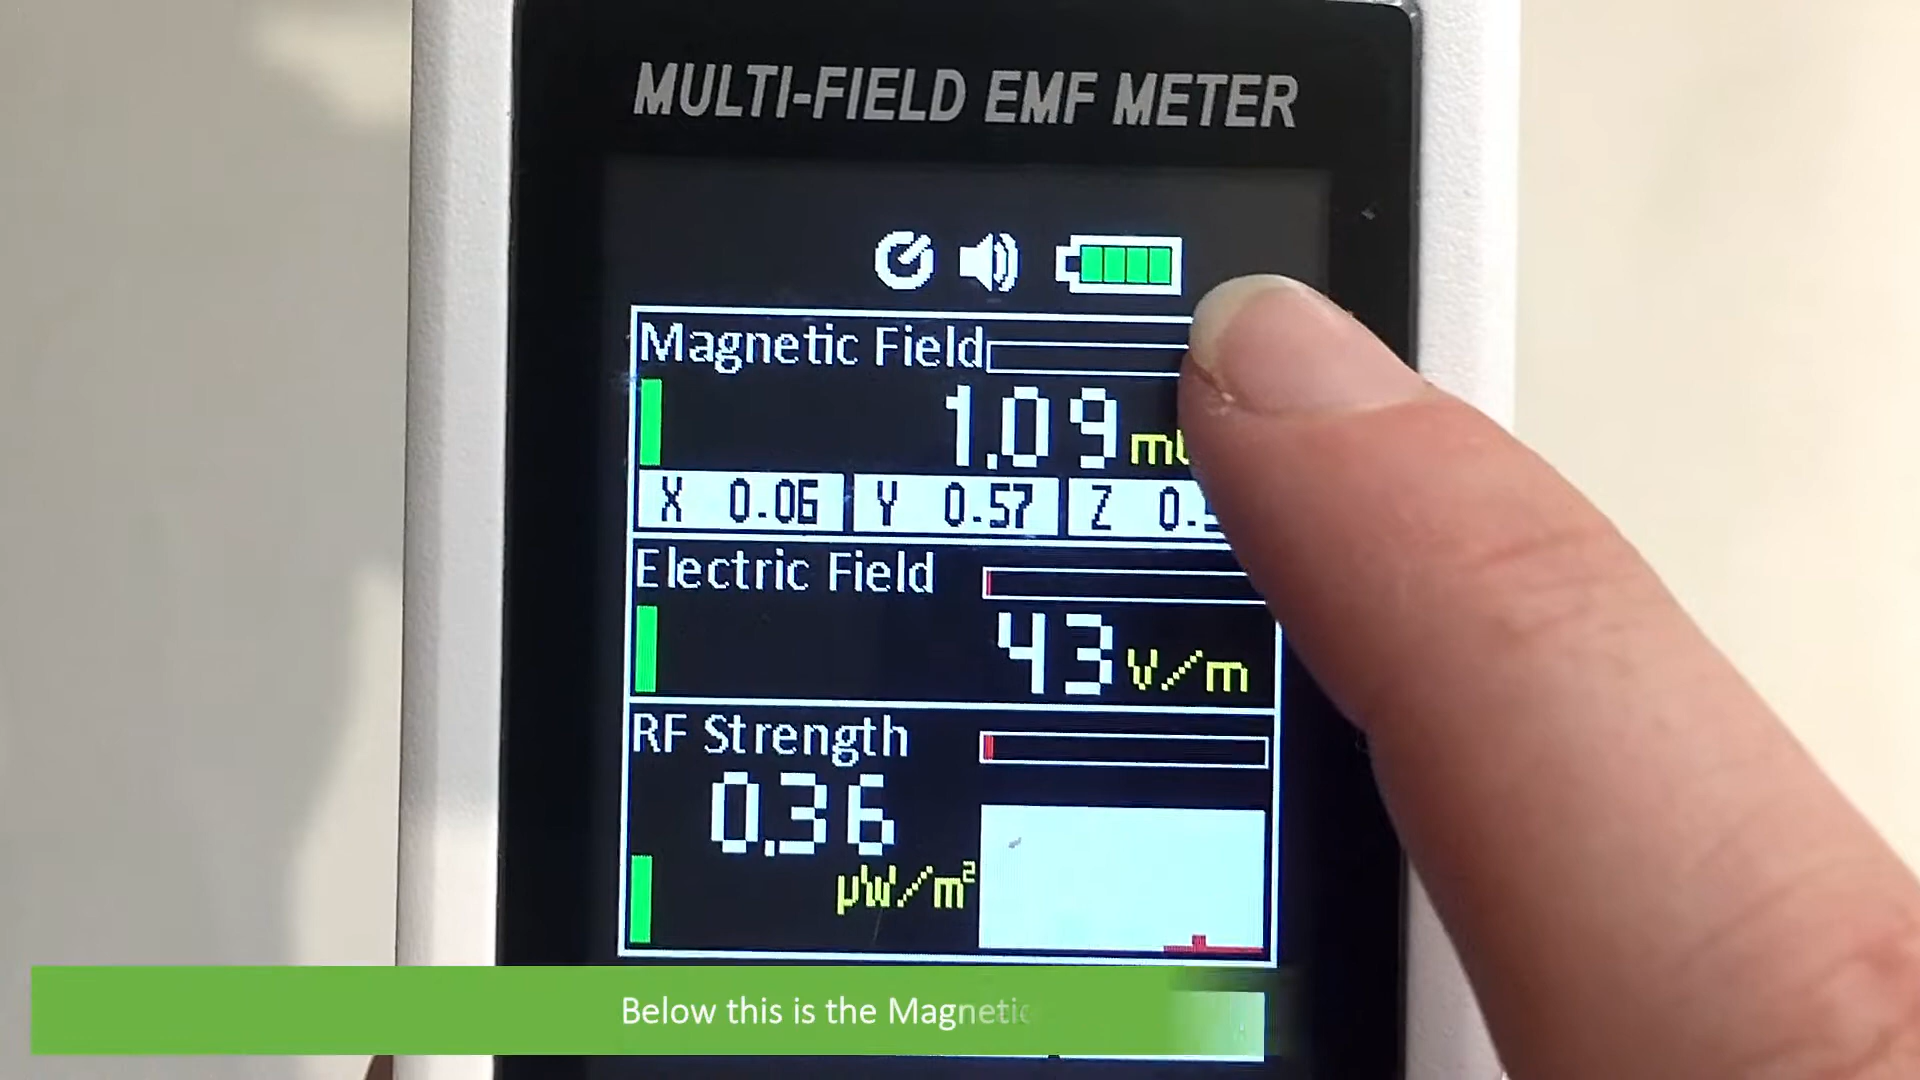 MULTI-FIELD EMF METER
Magnetic Field
1.09
X 0.06 Y 0.57 Z
Electric Field
43 V/m
RF Strength
0.36
µW/m²
Below this is the Magnetic